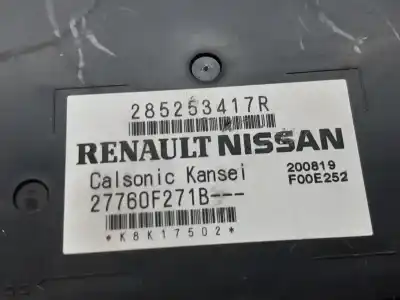 285253417R
RENAULT NISSAN
Calsonic Kansei
200819
27760F271B---
F00E252
*K8K17502*